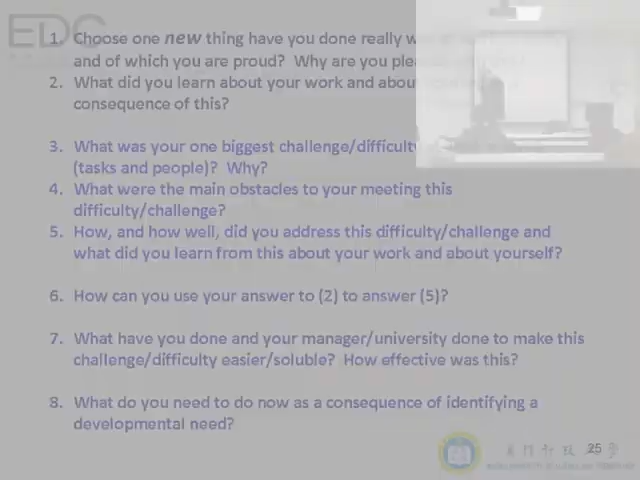 EDC
1. Choose one new thing have you done really
and of which you are proud? Why are you
2. What did you learn about your work and about
consequence of this?
3. What was your one biggest challenge/difficulty
(tasks and people)? Why?
4. What were the main obstacles to your meeting this
difficulty/challenge?
5. How, and how well, did you address this difficulty/challenge and
what did you learn from this about your work and about yourself?
6. How can you use your answer to (2) to answer (5)?
7. What have you done and your manager/university done to make this
challenge/difficulty easier/soluble? How effective was this?
8. What do you need to do now as a consequence of identifying a
developmental need?
25